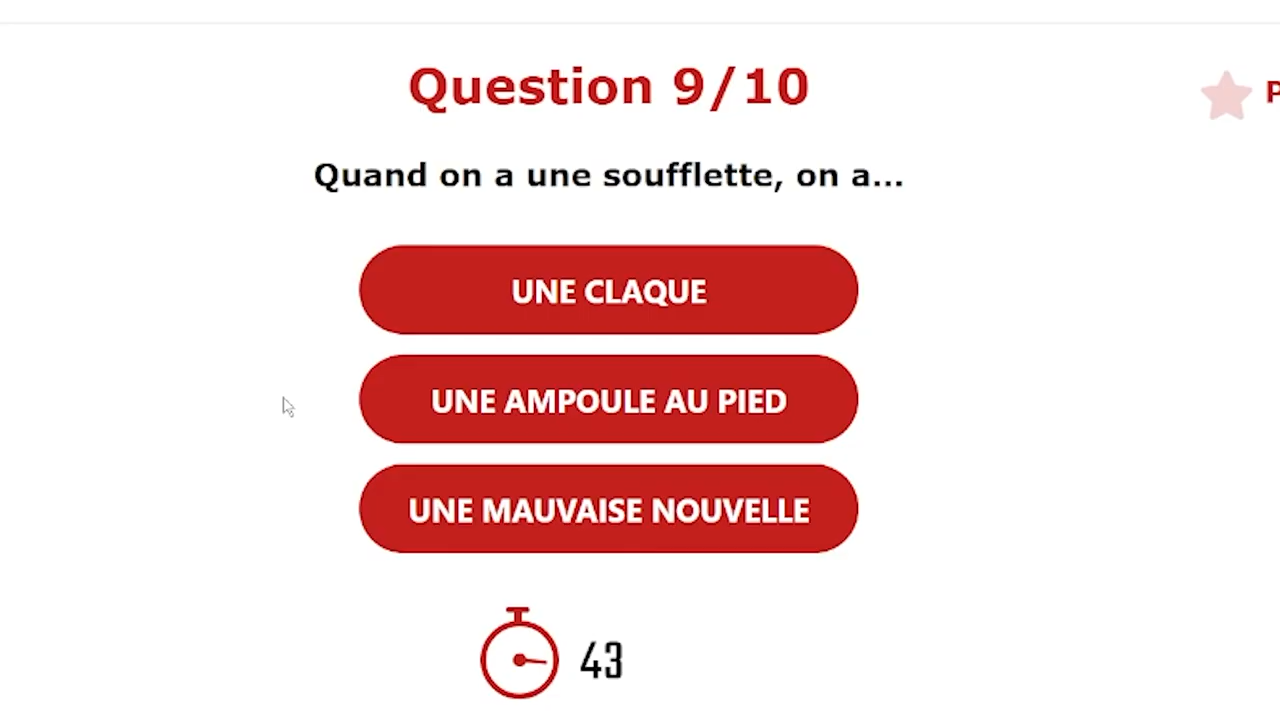 Question 9/10
P
Quand on a une soufflette, on a...
UNE CLAQUE
UNE AMPOULE AU PIED
UNE MAUVAISE NOUVELLE
43